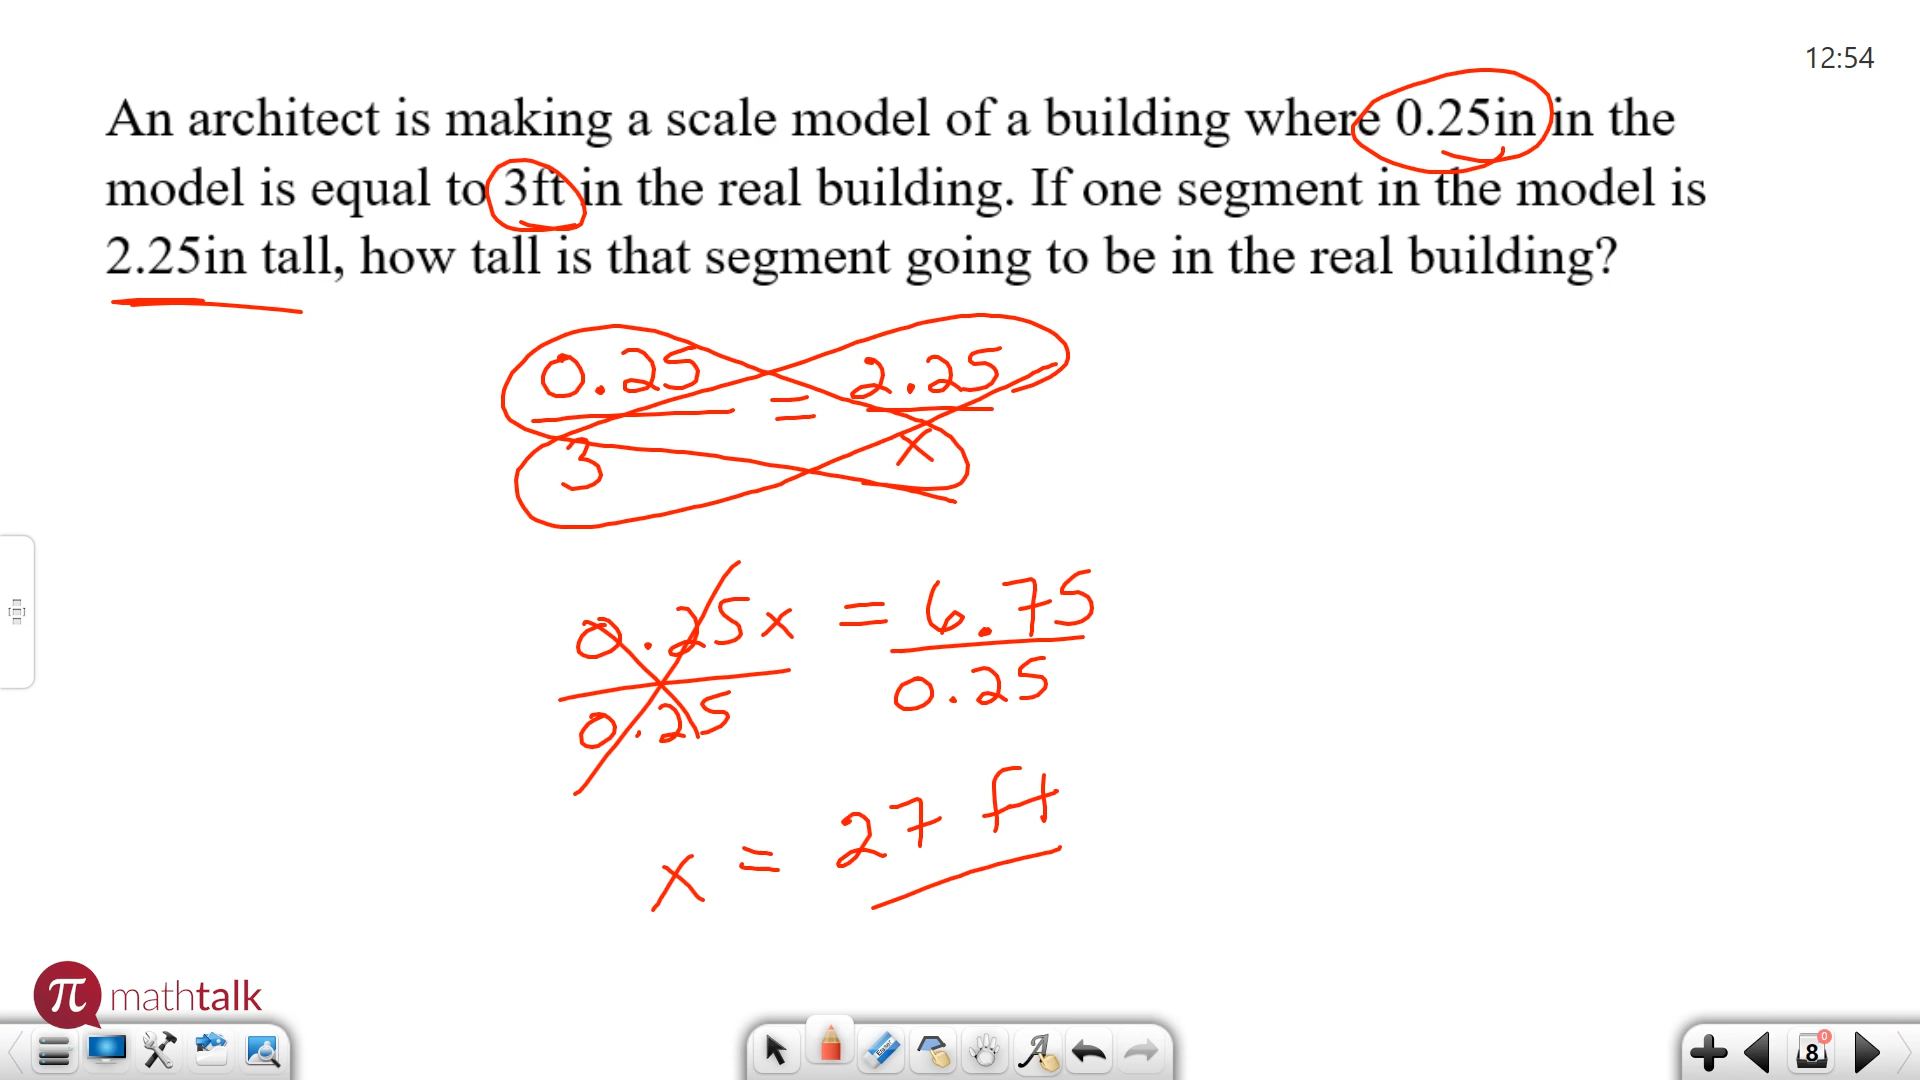 12:54
An architect is making a scale model of a building where 0.25in in the
model is equal to 3ft in the real building. If one segment in the model is
2.25in tall, how tall is that segment going to be in the real building?
0.25 = 2.25
3 x
0.25x = 6.75
0.25 0.25
x = 27 ft
π mathtalk
Eraser
A
8
0